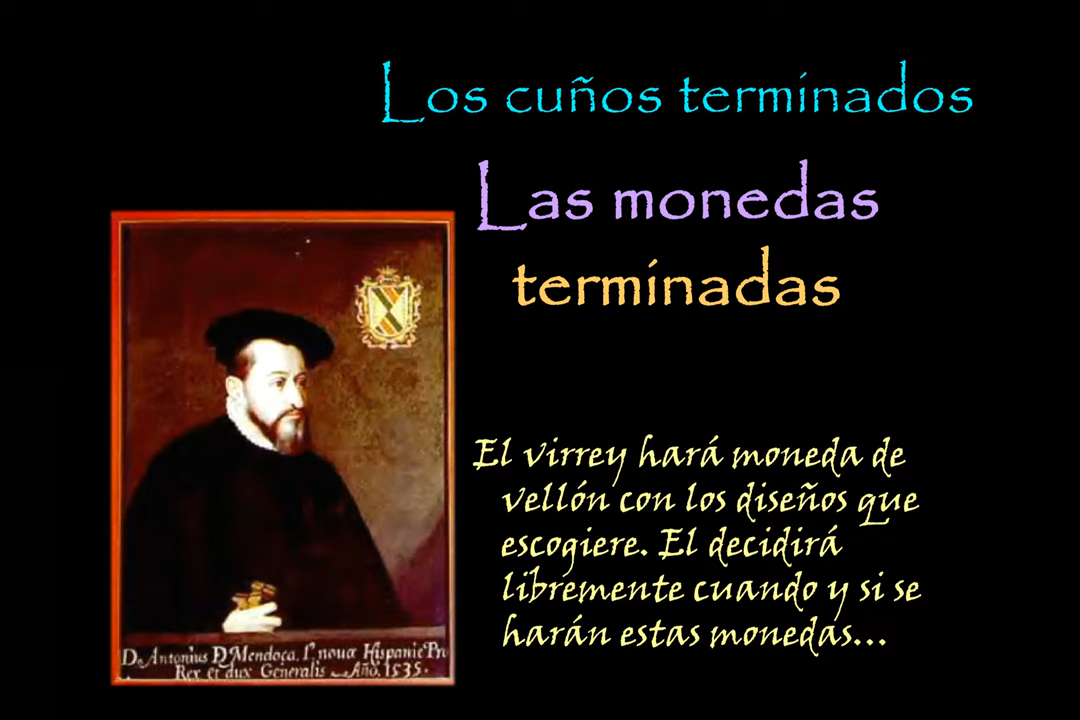 Los cuños terminados
Las monedas
terminadas
El virrey hará moneda de
vellón con los diseños que
escogiere. El decidirá
libremente cuando y si se
harán estas monedas...
D. Antonius D Mendoça. I. nouæ Hispanie Pro
Rex et dux Generalis Año. 1535.